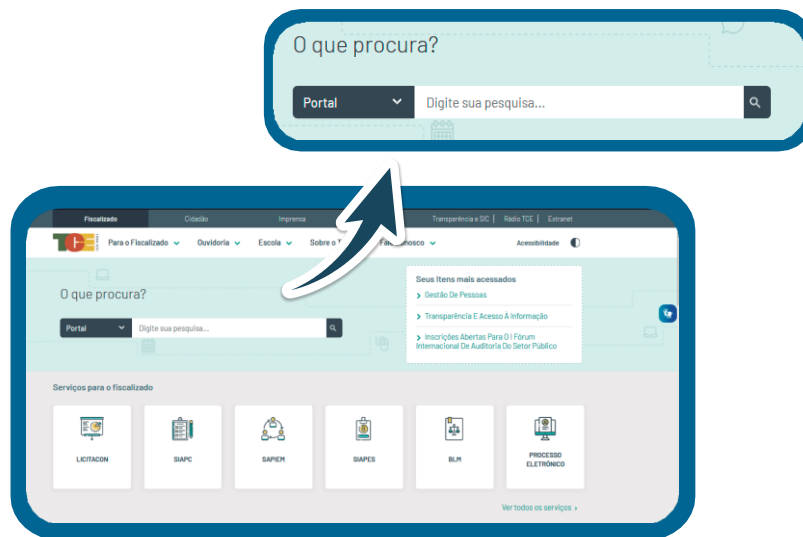 O que procura?
Portal
Digite sua pesquisa...
Fiscalizado
Cidadão
Imprensa
Transparência e SIC |
Rádio TCE |
Extranet
TCE
Para o Fiscalizado
Ouvidoria
Escola
Sobre o
Acessibilidade
O que procura?
Portal
Digite sua pesquisa...
Seus Itens mais acessados
Gestão De Pessoas
Transparência E Acesso À Informação
Inscrições Abertas Para O I Fórum
Internacional De Auditoria Do Setor Público
Serviços para o fiscalizado
LICITACON
SIAPC
SAPIEM
SIAPES
BLM
PROCESSO
ELETRÔNICO
Ver todos os serviços ›